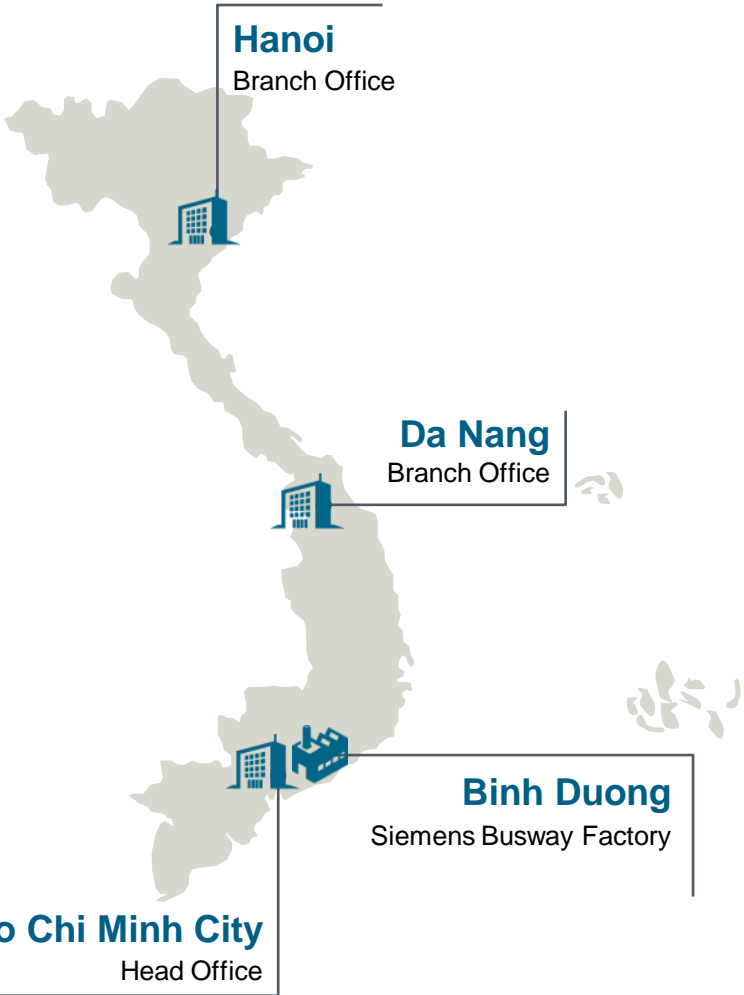 Hanoi
Branch Office
Da Nang
Branch Office
Binh Duong
Siemens Busway Factory
o Chi Minh City
Head Office